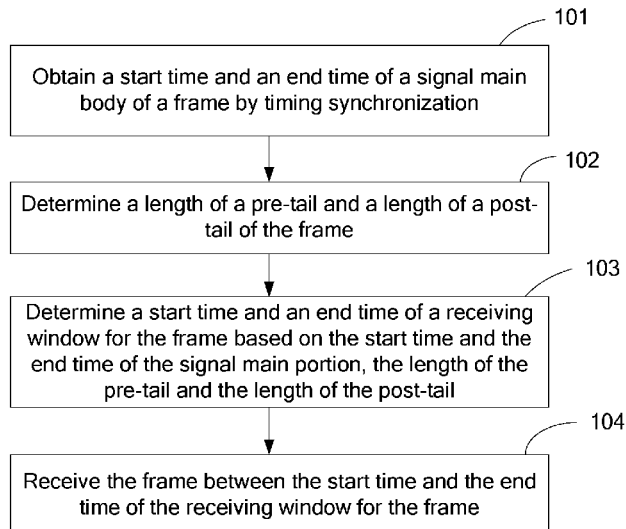 101
Obtain a start time and an end time of a signal main
body of a frame by timing synchronization
102
Determine a length of a pre-tail and a length of a post-
tail of the frame
103
Determine a start time and an end time of a receiving
window for the frame based on the start time and the
end time of the signal main portion, the length of the
pre-tail and the length of the post-tail
104
Receive the frame between the start time and the end
time of the receiving window for the frame